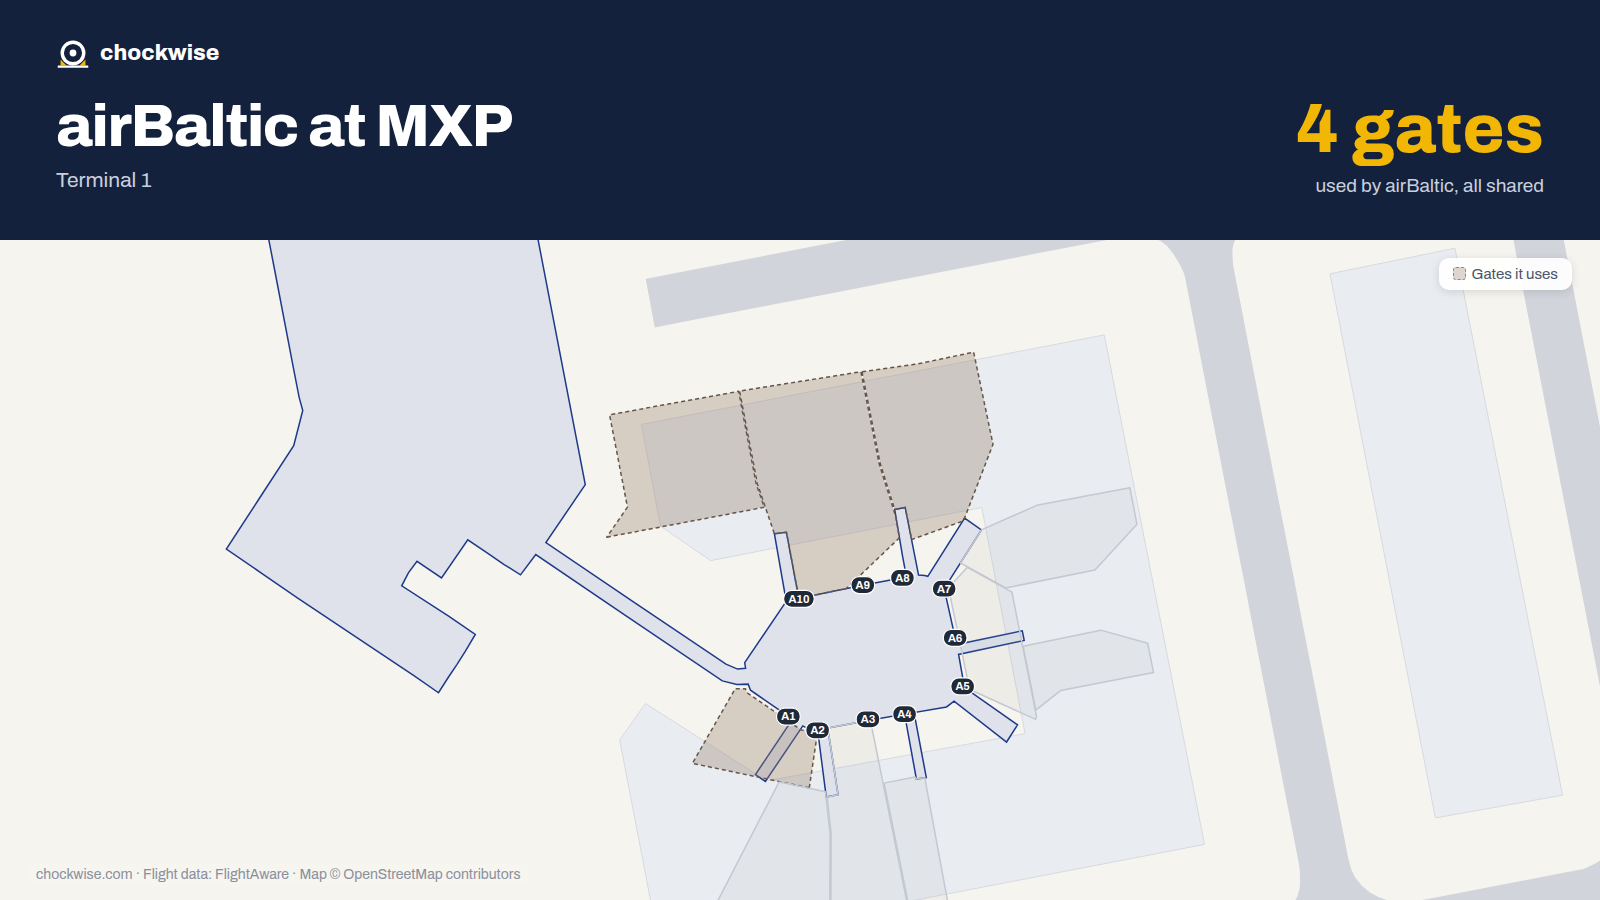 chockwise
airBaltic at MXP
Terminal 1
4 gates
used by airBaltic, all shared
Gates it uses
A10
A9
A8
A7
A6
A5
A1
A2
A3
A4
chockwise.com · Flight data: FlightAware · Map © OpenStreetMap contributors